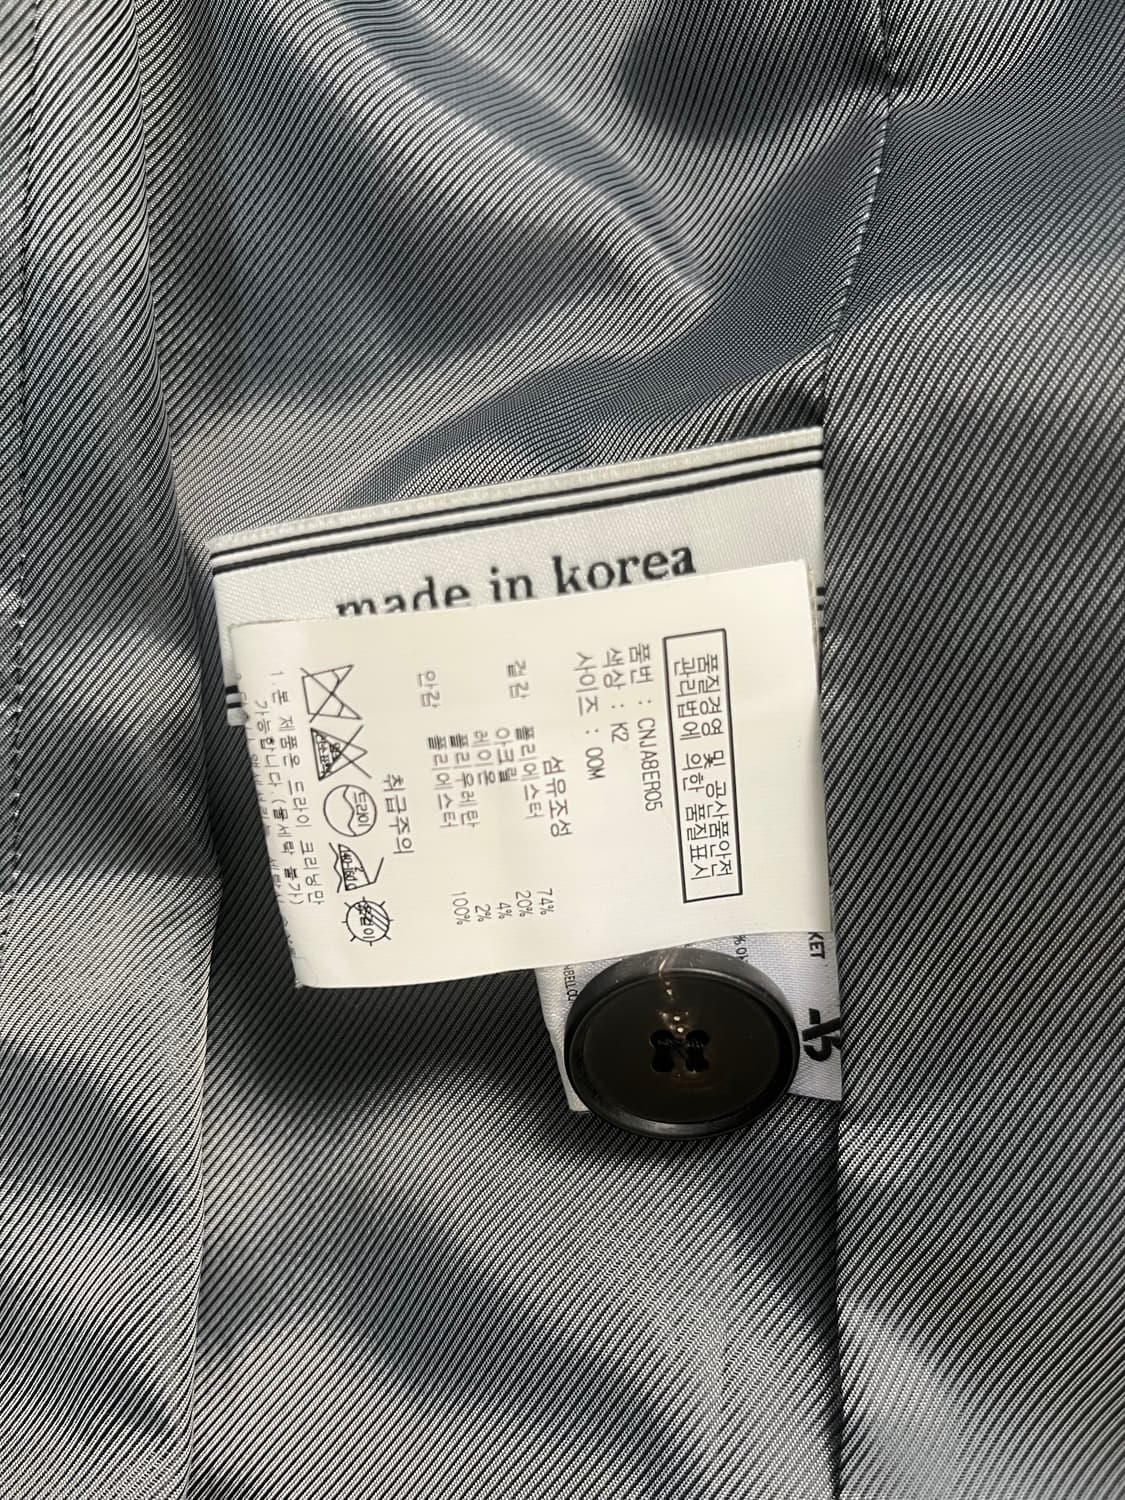 made in korea
품질경영 및 공산품안전
관리법에 의한 품질표시
품번 : CNJA8ER05
색상 : K2
사이즈 : 00M
섬유조성
겉감 폴리에스터 74%
아크릴 20%
레이온 4%
폴리우레탄 2%
안감 폴리에스터 100%
취급주의
드라이
1. 본 제품은 드라이 크리닝만
가능합니다 (물세탁 불가)
KET